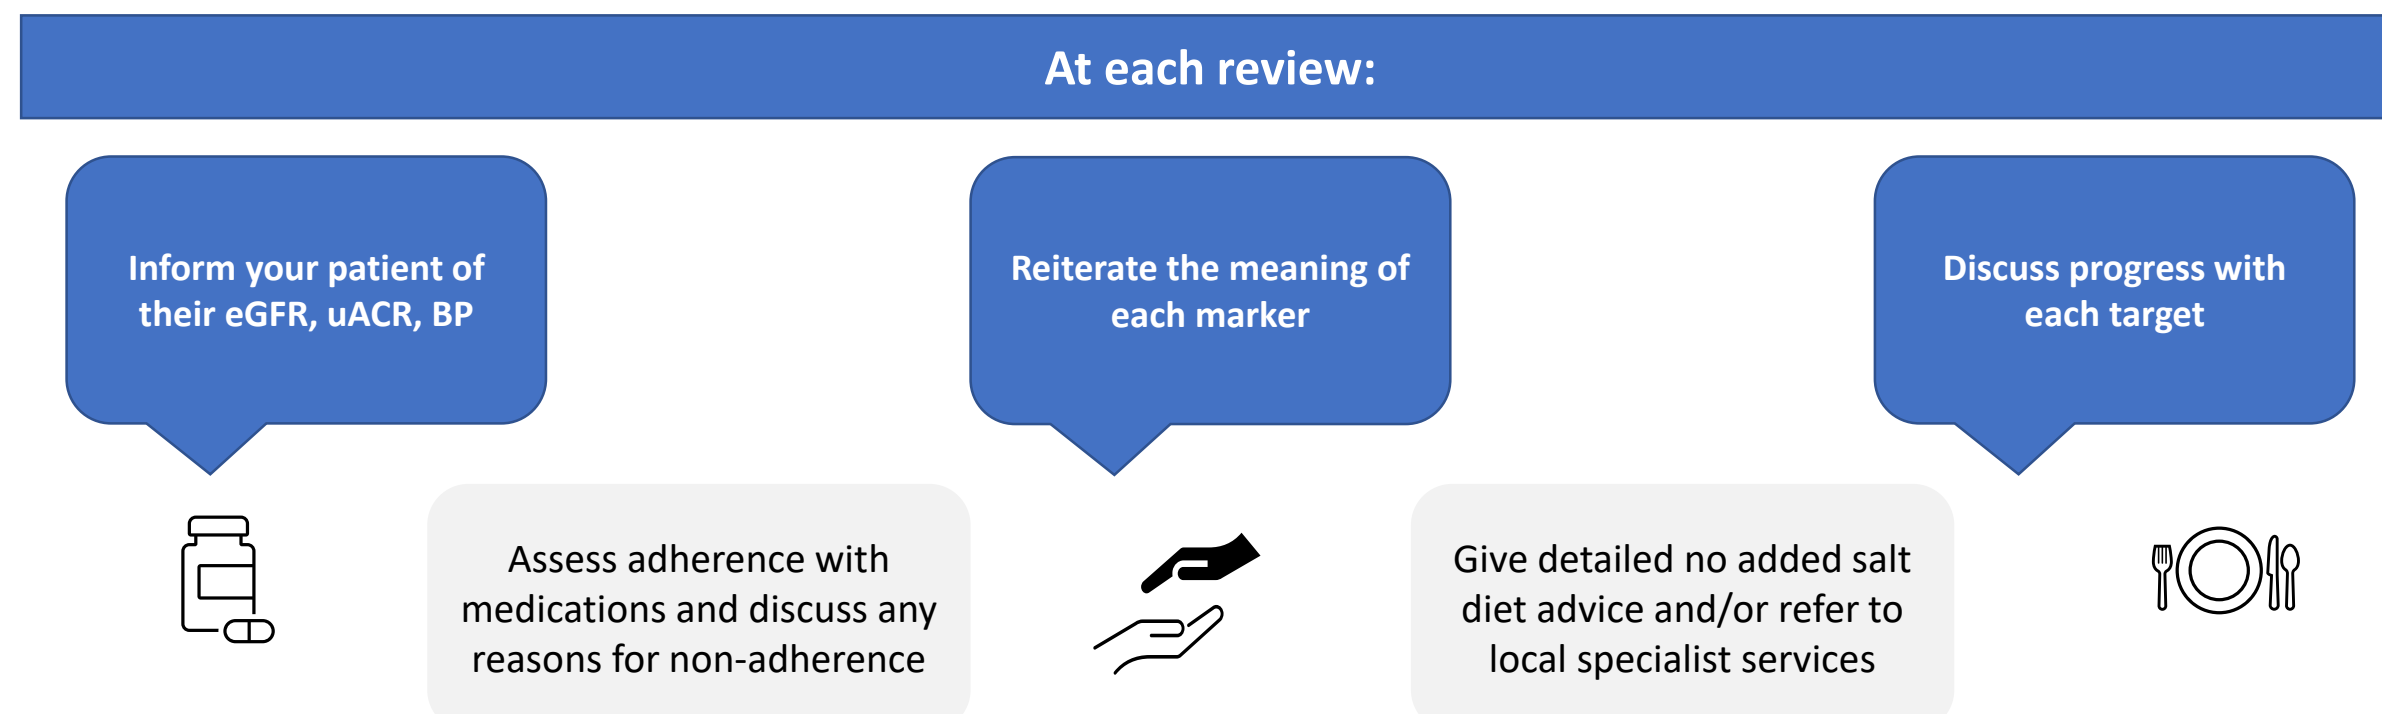 At each review:
Inform your patient of
their eGFR, uACR, BP
Reiterate the meaning of
each marker
Discuss progress with
each target
Assess adherence with
medications and discuss any
reasons for non-adherence
Give detailed no added salt
diet advice and/or refer to
local specialist services